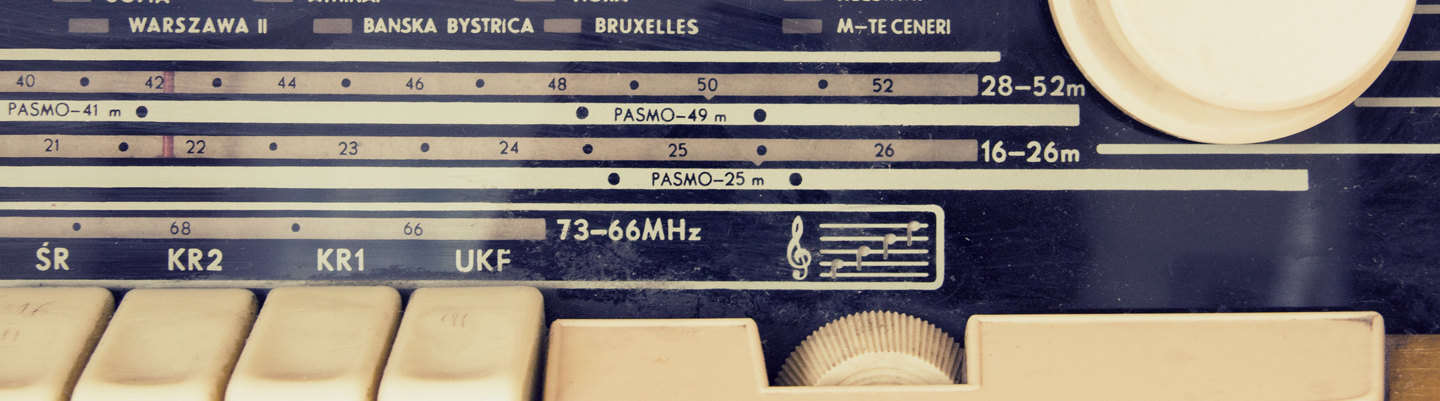 WARSZAWA II BANSKA BYSTRICA BRUXELLES M–TE CENERI
40 42 44 46 48 50 52 28–52m
PASMO–41 m PASMO–49 m
21 22 23 24 25 26 16–26m
PASMO–25 m
68 66 73–66MHz
ŚR KR2 KR1 UKF